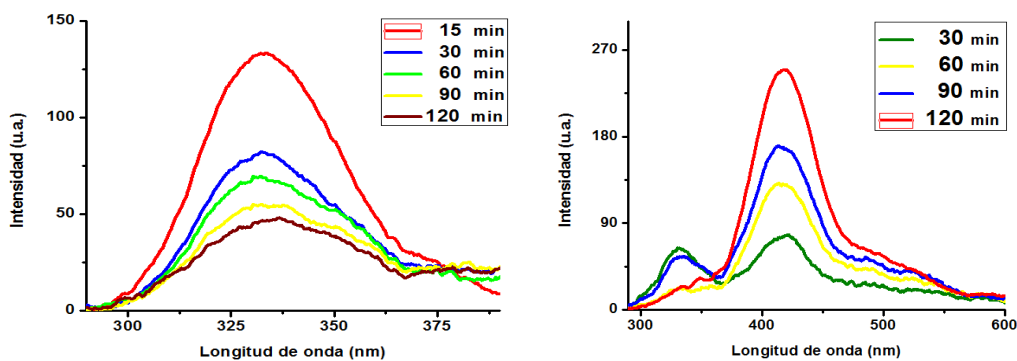 150
100
50
0
300
325
350
375
Intensidad (u.a.)
Longitud de onda (nm)
15 min
30 min
60 min
90 min
120 min
270
180
90
0
300
400
500
600
Intensidad (u.a.)
Longitud de onda (nm)
30 min
60 min
90 min
120 min